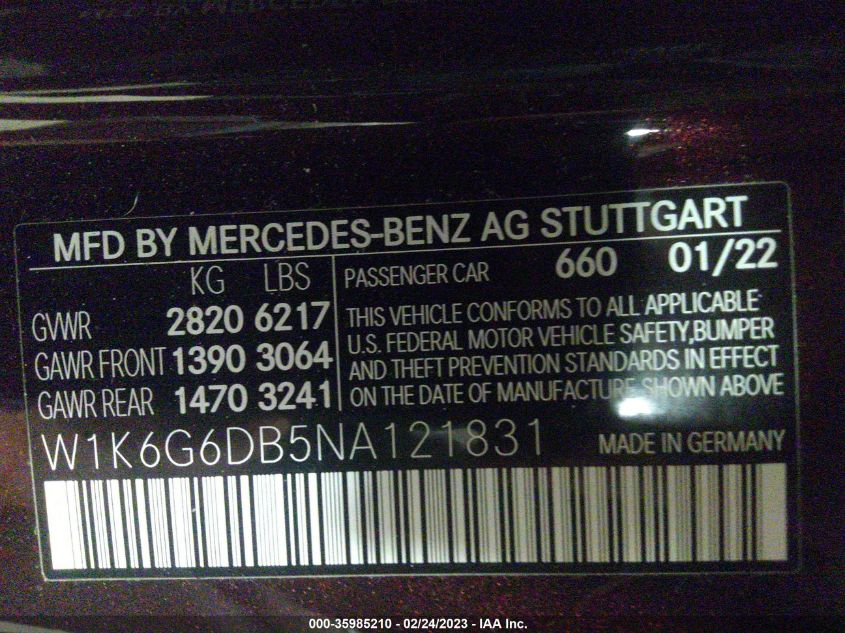 MFD BY MERCEDES-BENZ AG STUTTGART
KG LBS
GVWR 2820 6217
GAWR FRONT 1390 3064
GAWR REAR 1470 3241
PASSENGER CAR 660 01/22
THIS VEHICLE CONFORMS TO ALL APPLICABLE
U.S. FEDERAL MOTOR VEHICLE SAFETY,BUMPER
AND THEFT PREVENTION STANDARDS IN EFFECT
ON THE DATE OF MANUFACTURE SHOWN ABOVE
W1K6G6DB5NA121831 MADE IN GERMANY
000-35985210 - 02/24/2023 - IAA Inc.